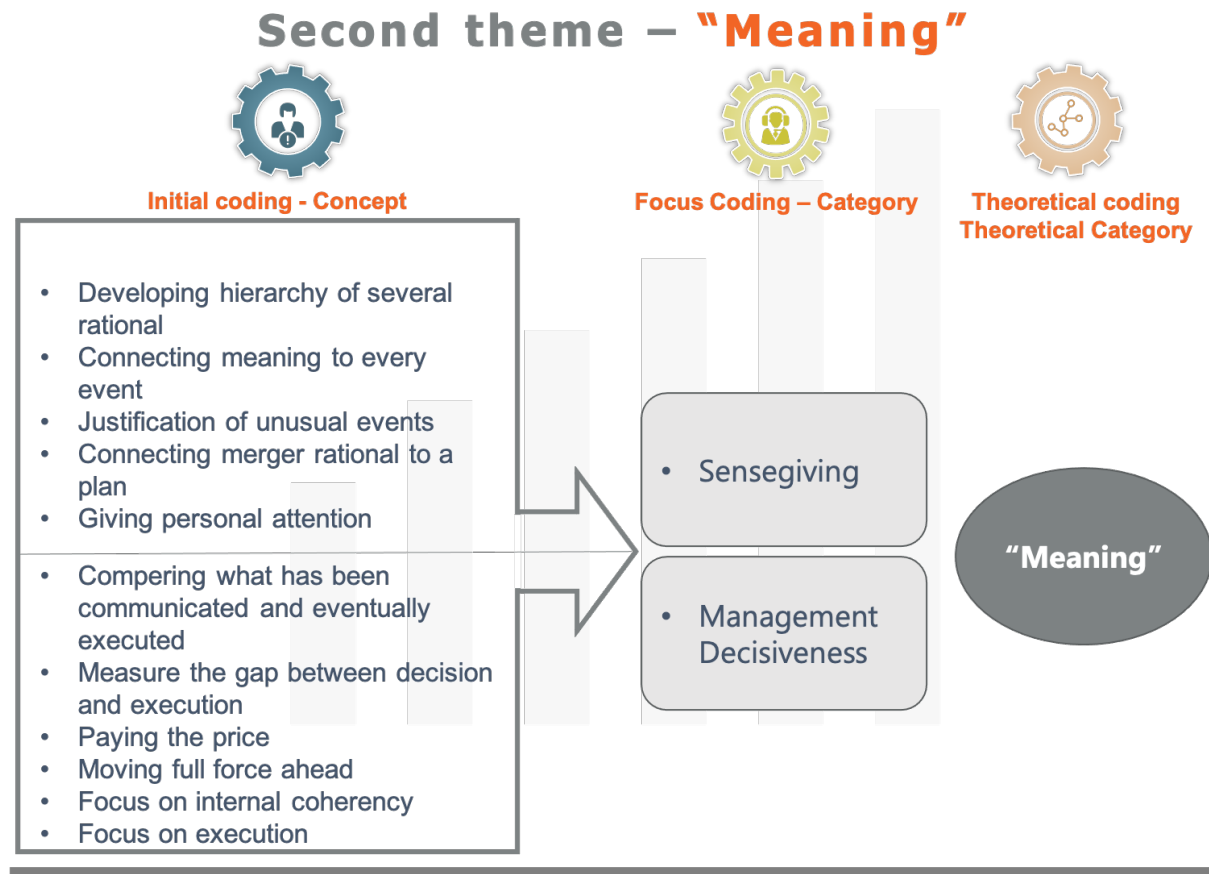 Second theme – “Meaning”
Initial coding - Concept
Focus Coding – Category
Theoretical coding
Theoretical Category
• Developing hierarchy of several
rational
• Connecting meaning to every
event
• Justification of unusual events
• Connecting merger rational to a
plan
• Giving personal attention
• Compering what has been
communicated and eventually
executed
• Measure the gap between decision
and execution
• Paying the price
• Moving full force ahead
• Focus on internal coherency
• Focus on execution
• Sensegiving
• Management
Decisiveness
“Meaning”